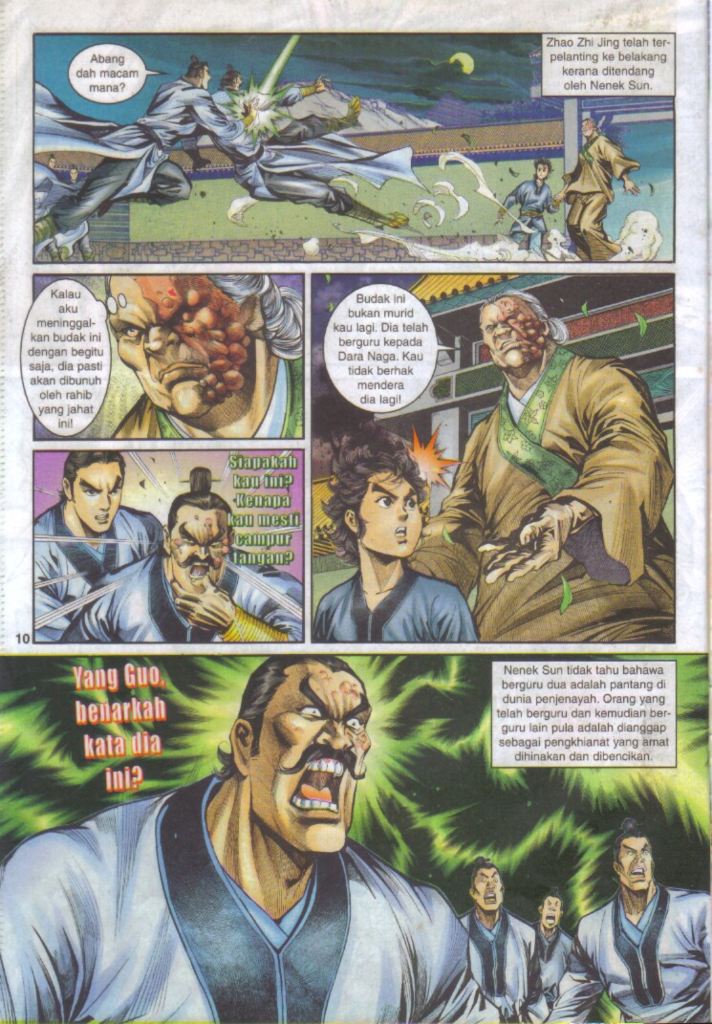 Abang
dah macam
mana?
Zhao Zhi Jing telah ter-
pelanting ke belakang
kerana ditendang
oleh Nenek Sun.
Kalau
aku
meninggal-
kan budak ini
dengan begitu
saja, dia pasti
akan dibunuh
oleh rahib
yang jahat
ini!
Budak ini
bukan murid
kau lagi. Dia telah
berguru kepada
Dara Naga. Kau
tidak berhak
mendera
dia lagi!
Siapakah
kau ini?
Kenapa
kau mesti
campur
tangan?
10
Yang Guo,
benarkah
kata dia
ini?
Nenek Sun tidak tahu bahawa
berguru dua adalah pantang di
dunia penjenayah. Orang yang
telah berguru dan kemudian ber-
guru lain pula adalah dianggap
sebagai pengkhianat yang amat
dihinakan dan dibencikan.